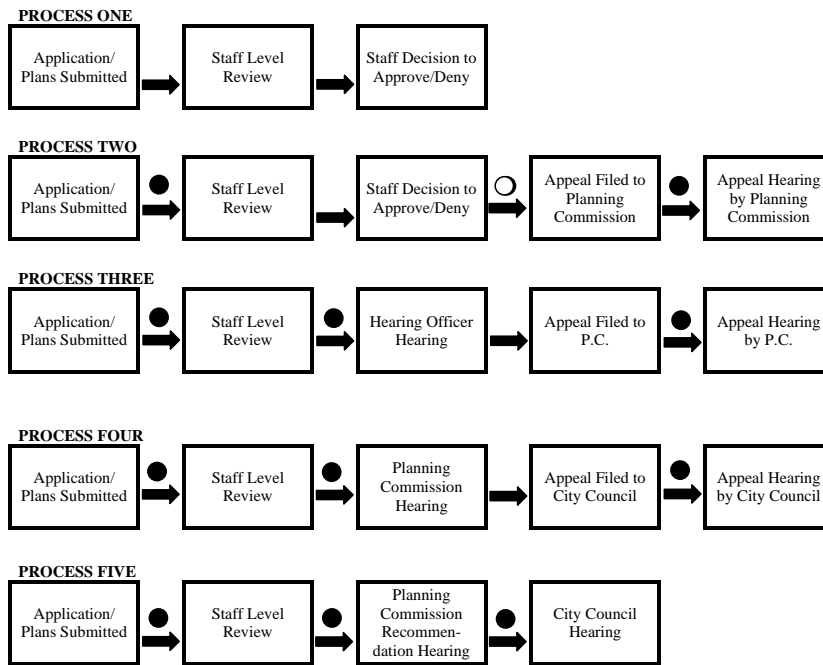 PROCESS ONE
Application/
Plans Submitted
Staff Level
Review
Staff Decision to
Approve/Deny
PROCESS TWO
Application/
Plans Submitted
Staff Level
Review
Staff Decision to
Approve/Deny
Appeal Filed to
Planning
Commission
Appeal Hearing
by Planning
Commission
PROCESS THREE
Application/
Plans Submitted
Staff Level
Review
Hearing Officer
Hearing
Appeal Filed to
P.C.
Appeal Hearing
by P.C.
PROCESS FOUR
Application/
Plans Submitted
Staff Level
Review
Planning
Commission
Hearing
Appeal Filed to
City Council
Appeal Hearing
by City Council
PROCESS FIVE
Application/
Plans Submitted
Staff Level
Review
Planning
Commission
Recommen-
dation Hearing
City Council
Hearing